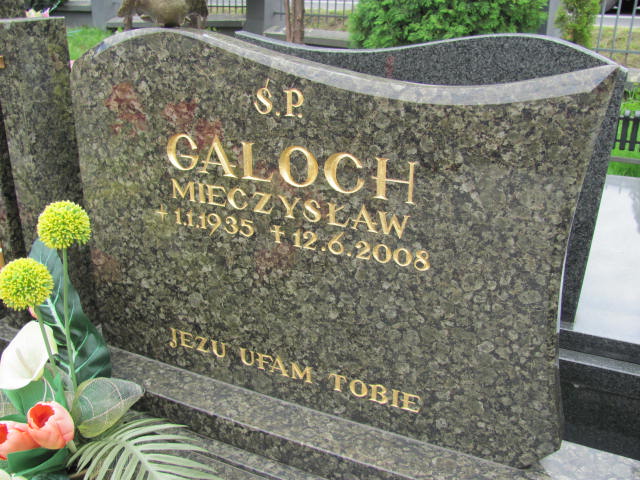 Ś.P.
GALOCH
MIECZYSŁAW
+ 1.1.1935 + 12.6.2008
JEZU UFAM TOBIE